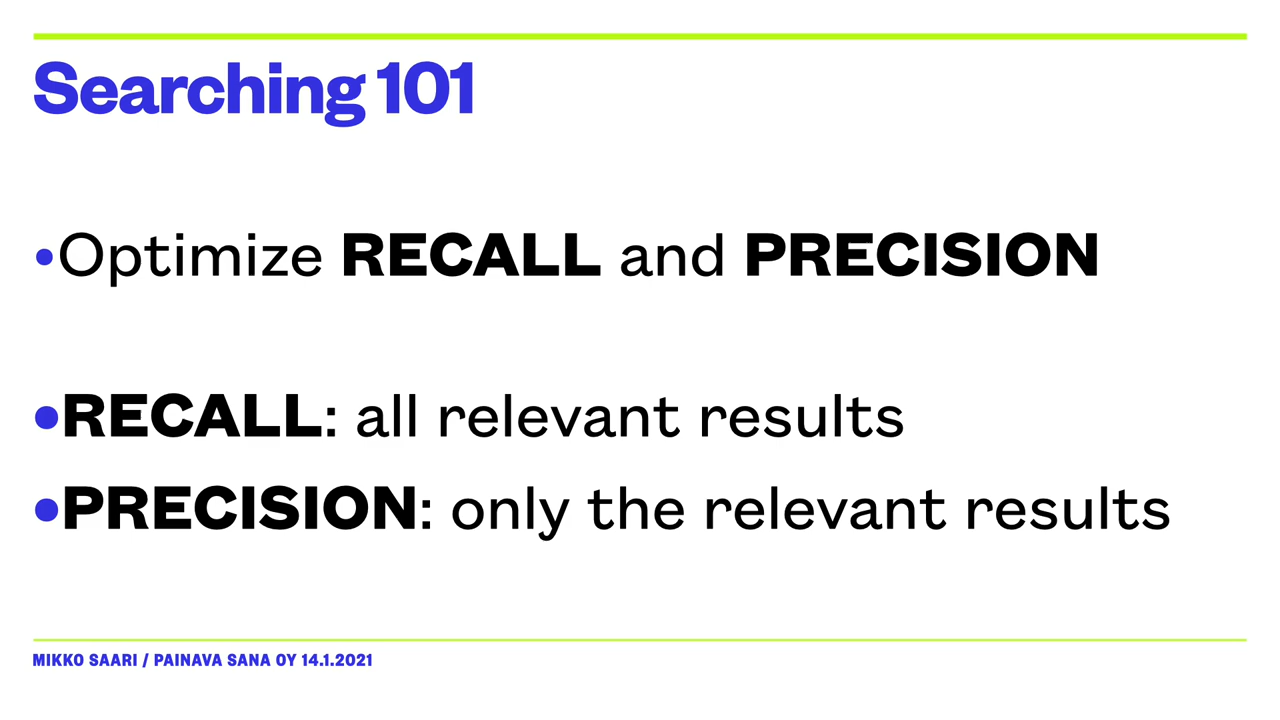 Searching 101
•Optimize RECALL and PRECISION
•RECALL: all relevant results
•PRECISION: only the relevant results
MIKKO SAARI / PAINAVA SANA OY 14.1.2021